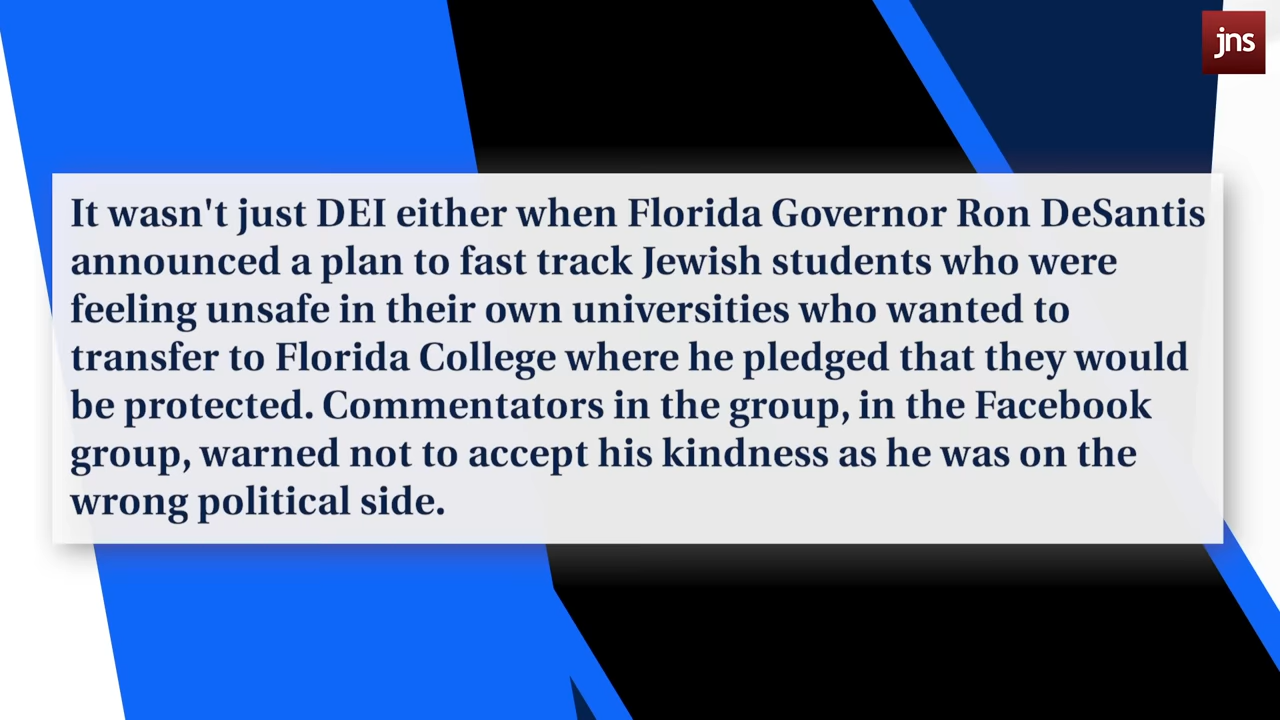 jns
It wasn't just DEI either when Florida Governor Ron DeSantis
announced a plan to fast track Jewish students who were
feeling unsafe in their own universities who wanted to
transfer to Florida College where he pledged that they would
be protected. Commentators in the group, in the Facebook
group, warned not to accept his kindness as he was on the
wrong political side.